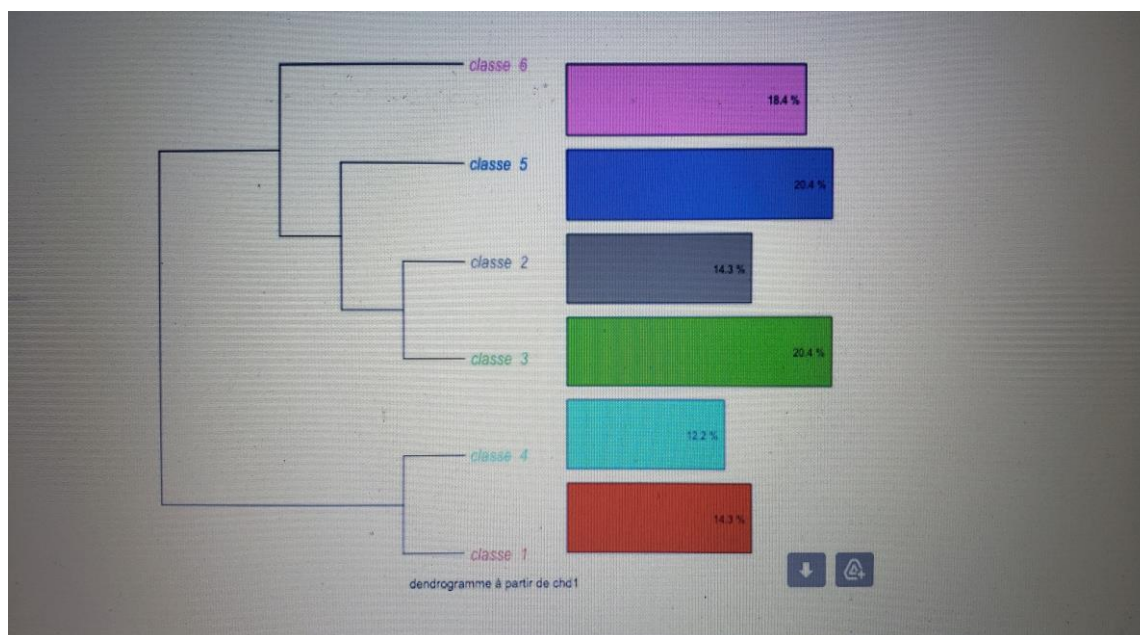 classe 6
18.4 %
classe 5
20.4 %
classe 2
14.3 %
classe 3
20.4 %
classe 4
12.2 %
classe 1
14.3 %
dendrogramme à partir de chd1